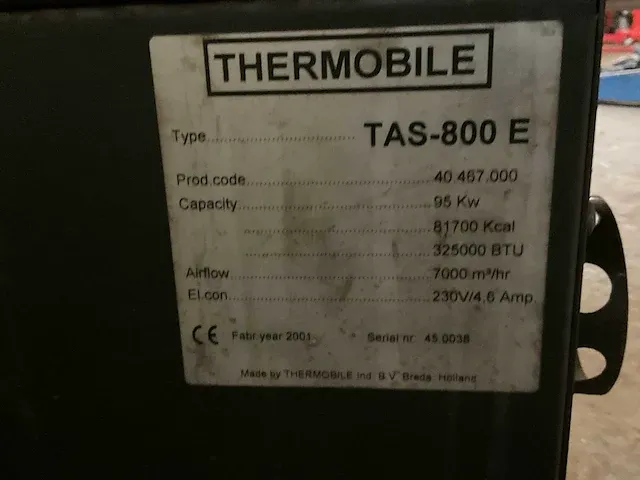 THERMOBILE
Type.................................... TAS-800 E
Prod.code....................................40.467.000
Capacity....................................95 Kw
....................................81700 Kcal
....................................325000 BTU
Airflow....................................7000 m³/hr
El.con....................................230V/4,6 Amp.
CE Fabr.year 2001 Serial nr. 45.0038
Made by THERMOBILE Ind. B.V. Breda, Holland